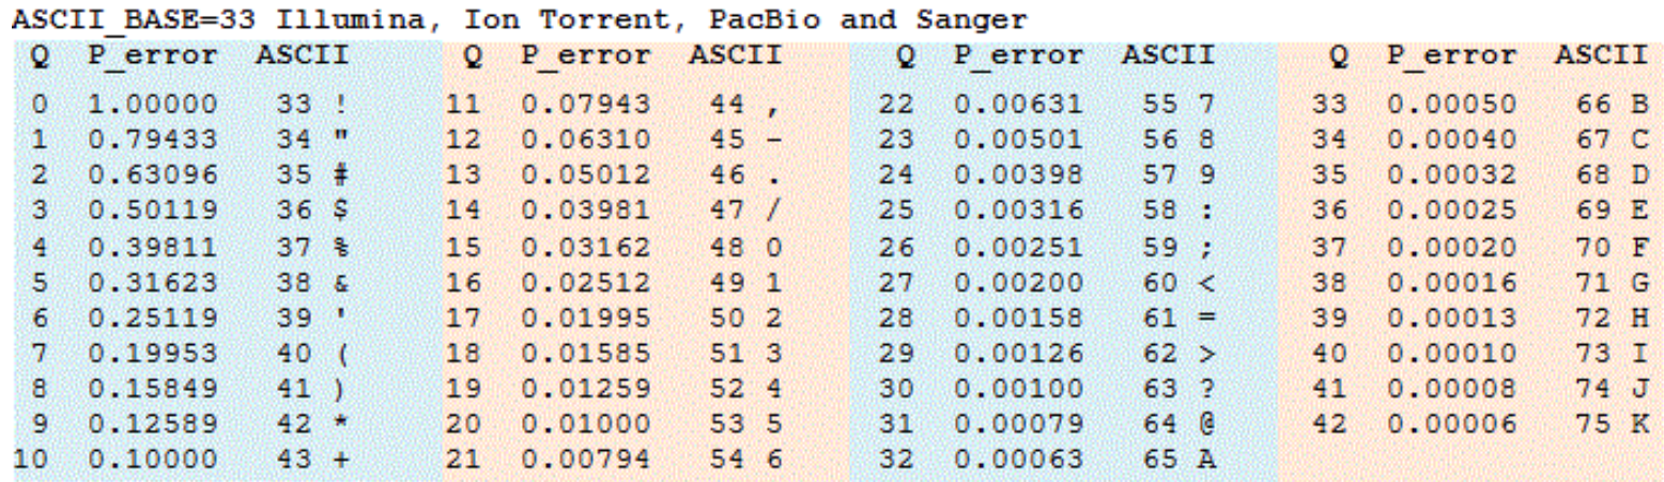 ASCII_BASE=33 Illumina, Ion Torrent, PacBio and Sanger
Q P_error ASCII Q P_error ASCII Q P_error ASCII Q P_error ASCII
0 1.00000 33 ! 11 0.07943 44 , 22 0.00631 55 7 33 0.00050 66 B
1 0.79433 34 " 12 0.06310 45 - 23 0.00501 56 8 34 0.00040 67 C
2 0.63096 35 # 13 0.05012 46 . 24 0.00398 57 9 35 0.00032 68 D
3 0.50119 36 $ 14 0.03981 47 / 25 0.00316 58 : 36 0.00025 69 E
4 0.39811 37 % 15 0.03162 48 0 26 0.00251 59 ; 37 0.00020 70 F
5 0.31623 38 & 16 0.02512 49 1 27 0.00200 60 < 38 0.00016 71 G
6 0.25119 39 ' 17 0.01995 50 2 28 0.00158 61 = 39 0.00013 72 H
7 0.19953 40 ( 18 0.01585 51 3 29 0.00126 62 > 40 0.00010 73 I
8 0.15849 41 ) 19 0.01259 52 4 30 0.00100 63 ? 41 0.00008 74 J
9 0.12589 42 * 20 0.01000 53 5 31 0.00079 64 @ 42 0.00006 75 K
10 0.10000 43 + 21 0.00794 54 6 32 0.00063 65 A